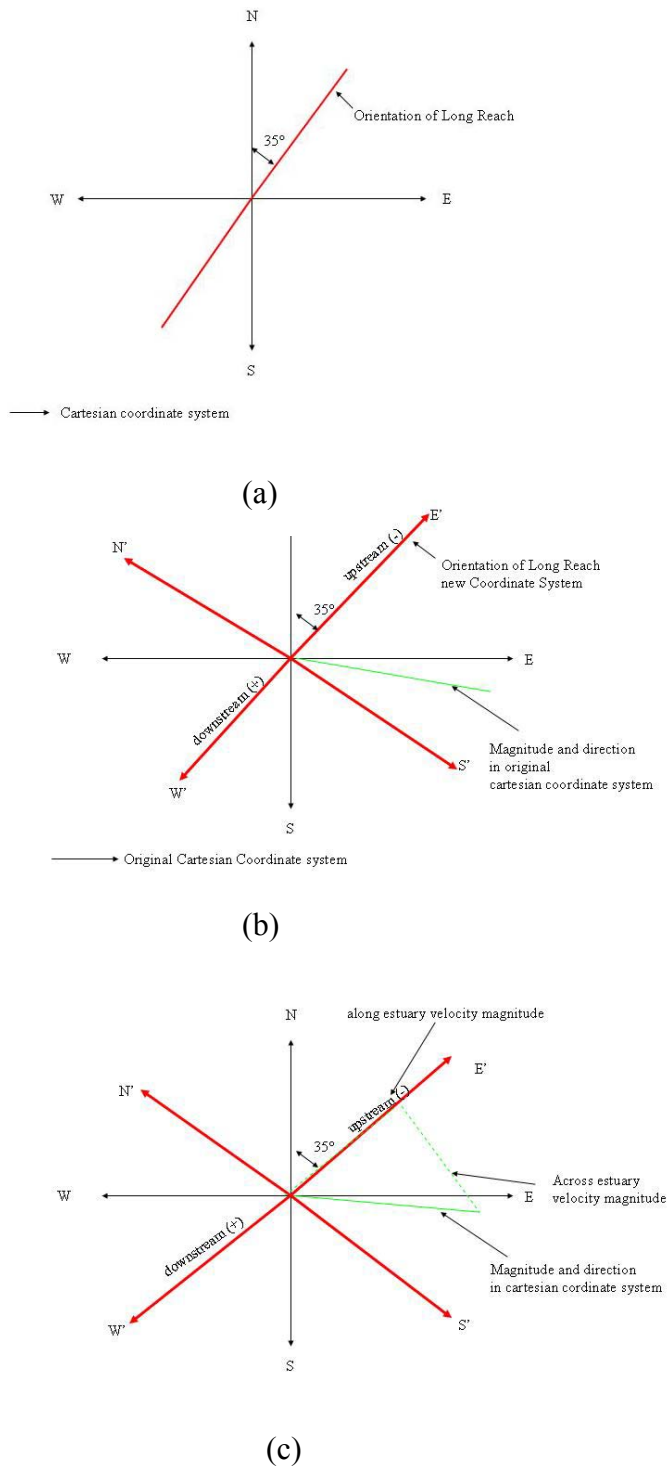 N
Orientation of Long Reach
35°
W
E
S
Cartesian coordinate system
(a)
E'
N'
upstream (-)
Orientation of Long Reach
new Coordinate System
35°
W
E
downstream (+)
Magnitude and direction
in original
cartesian coordinate system
S'
W'
S
Original Cartesian Coordinate system
(b)
N
along estuary velocity magnitude
E'
N'
upstream (-)
35°
W
E
Across estuary
velocity magnitude
downstream (+)
Magnitude and direction
in cartesian cordinate system
W'
S'
S
(c)